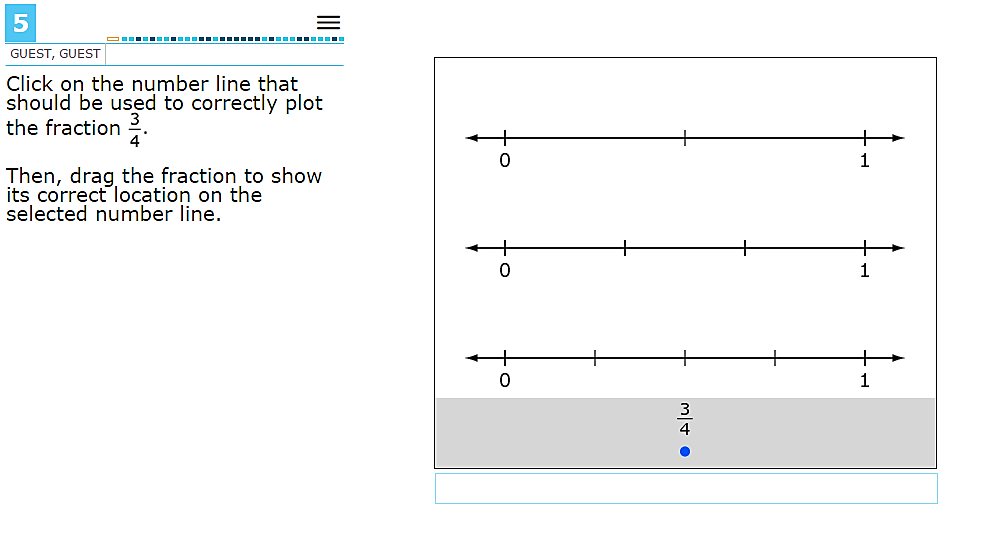 5
GUEST, GUEST
Click on the number line that
should be used to correctly plot
the fraction 3/4.
Then, drag the fraction to show
its correct location on the
selected number line.
0 1
0 1
0 1
3/4